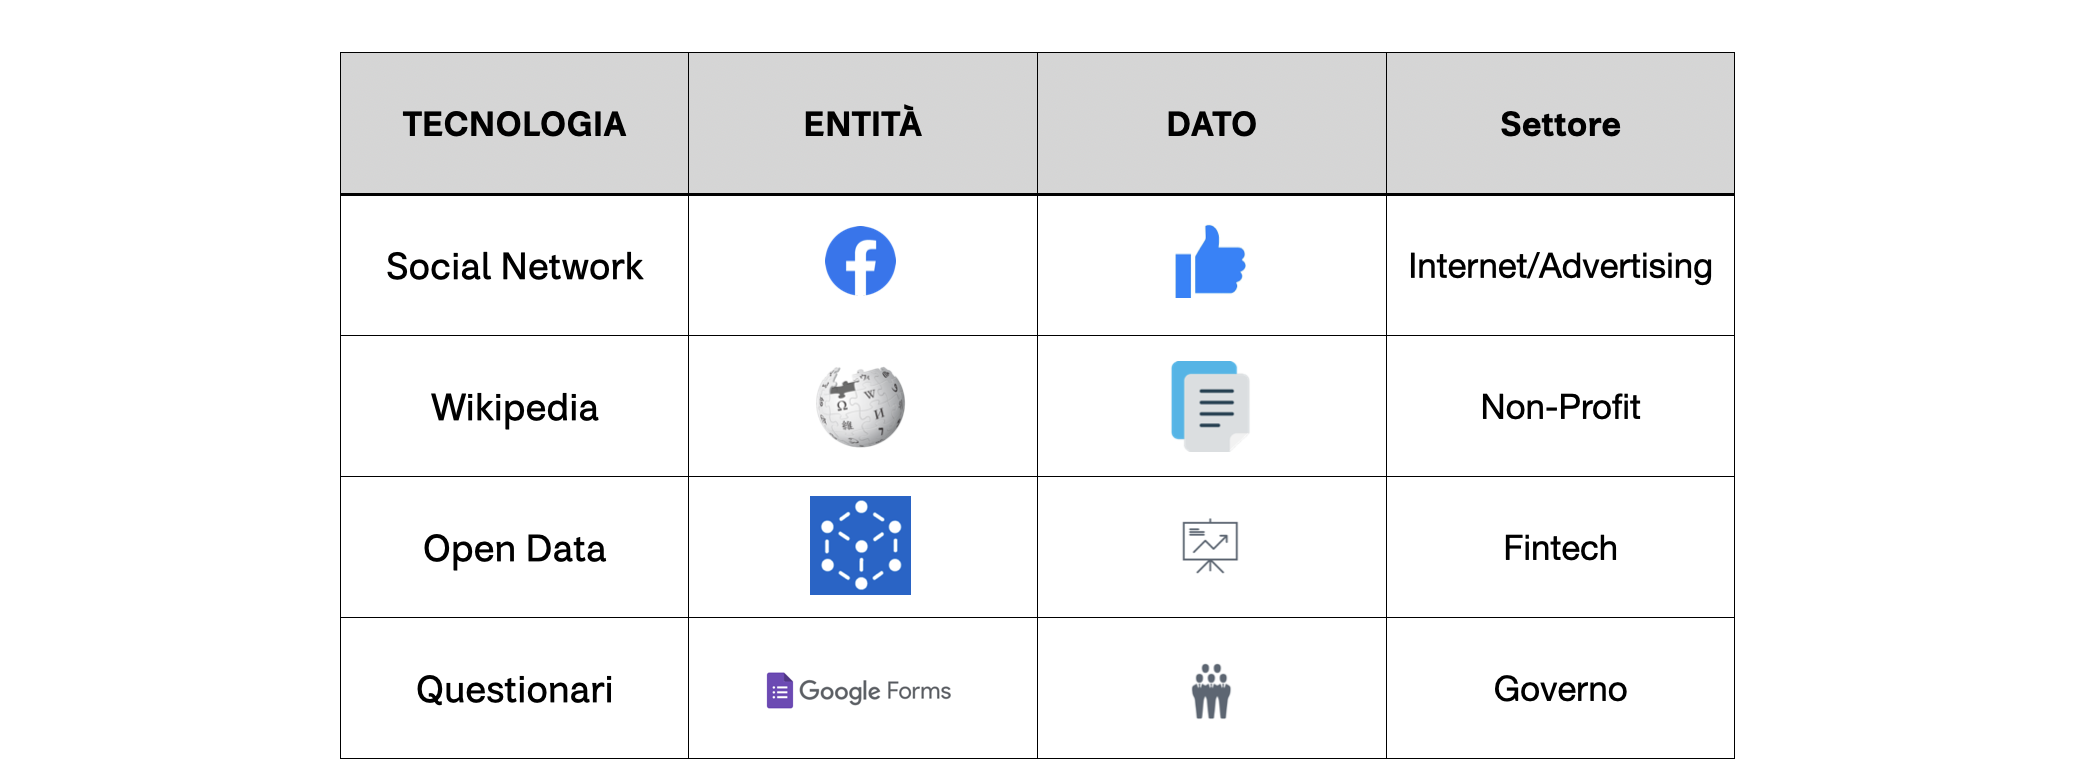 TECNOLOGIA ENTITÀ DATO Settore
Social Network Internet/Advertising
Wikipedia Non-Profit
Open Data Fintech
Questionari Google Forms Governo